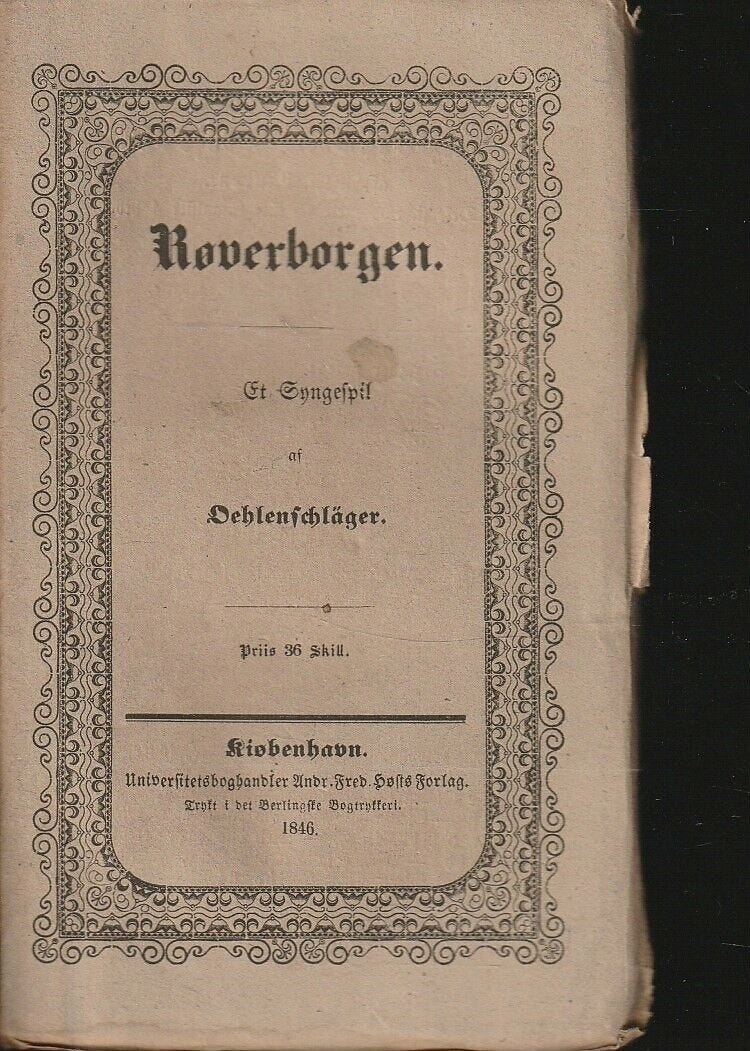 Røverborgen.
Et Syngespil
af
Oehlenschläger.
Priis 36 Skill.
Kiøbenhavn.
Universitetsboghandler Andr. Fred. Høsts Forlag.
Trykt i det Berlingske Bogtrykkeri.
1846.